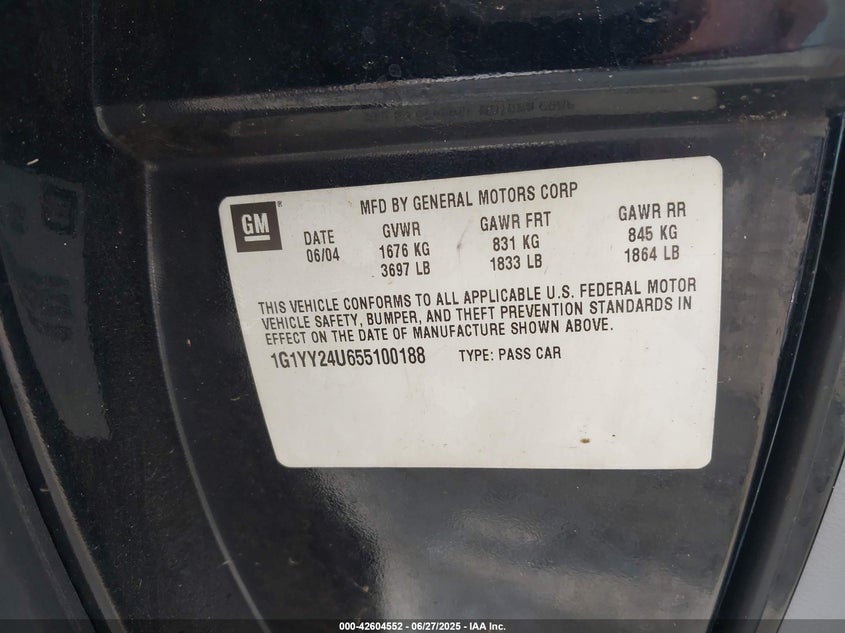 MFD BY GENERAL MOTORS CORP
GM®
DATE GVWR GAWR FRT GAWR RR
06/04 1676 KG 831 KG 845 KG
3697 LB 1833 LB 1864 LB
THIS VEHICLE CONFORMS TO ALL APPLICABLE U.S. FEDERAL MOTOR
VEHICLE SAFETY, BUMPER, AND THEFT PREVENTION STANDARDS IN
EFFECT ON THE DATE OF MANUFACTURE SHOWN ABOVE.
1G1YY24U655100188 TYPE: PASS CAR
000-42604552 | 06/27/2025 - IAA Inc.